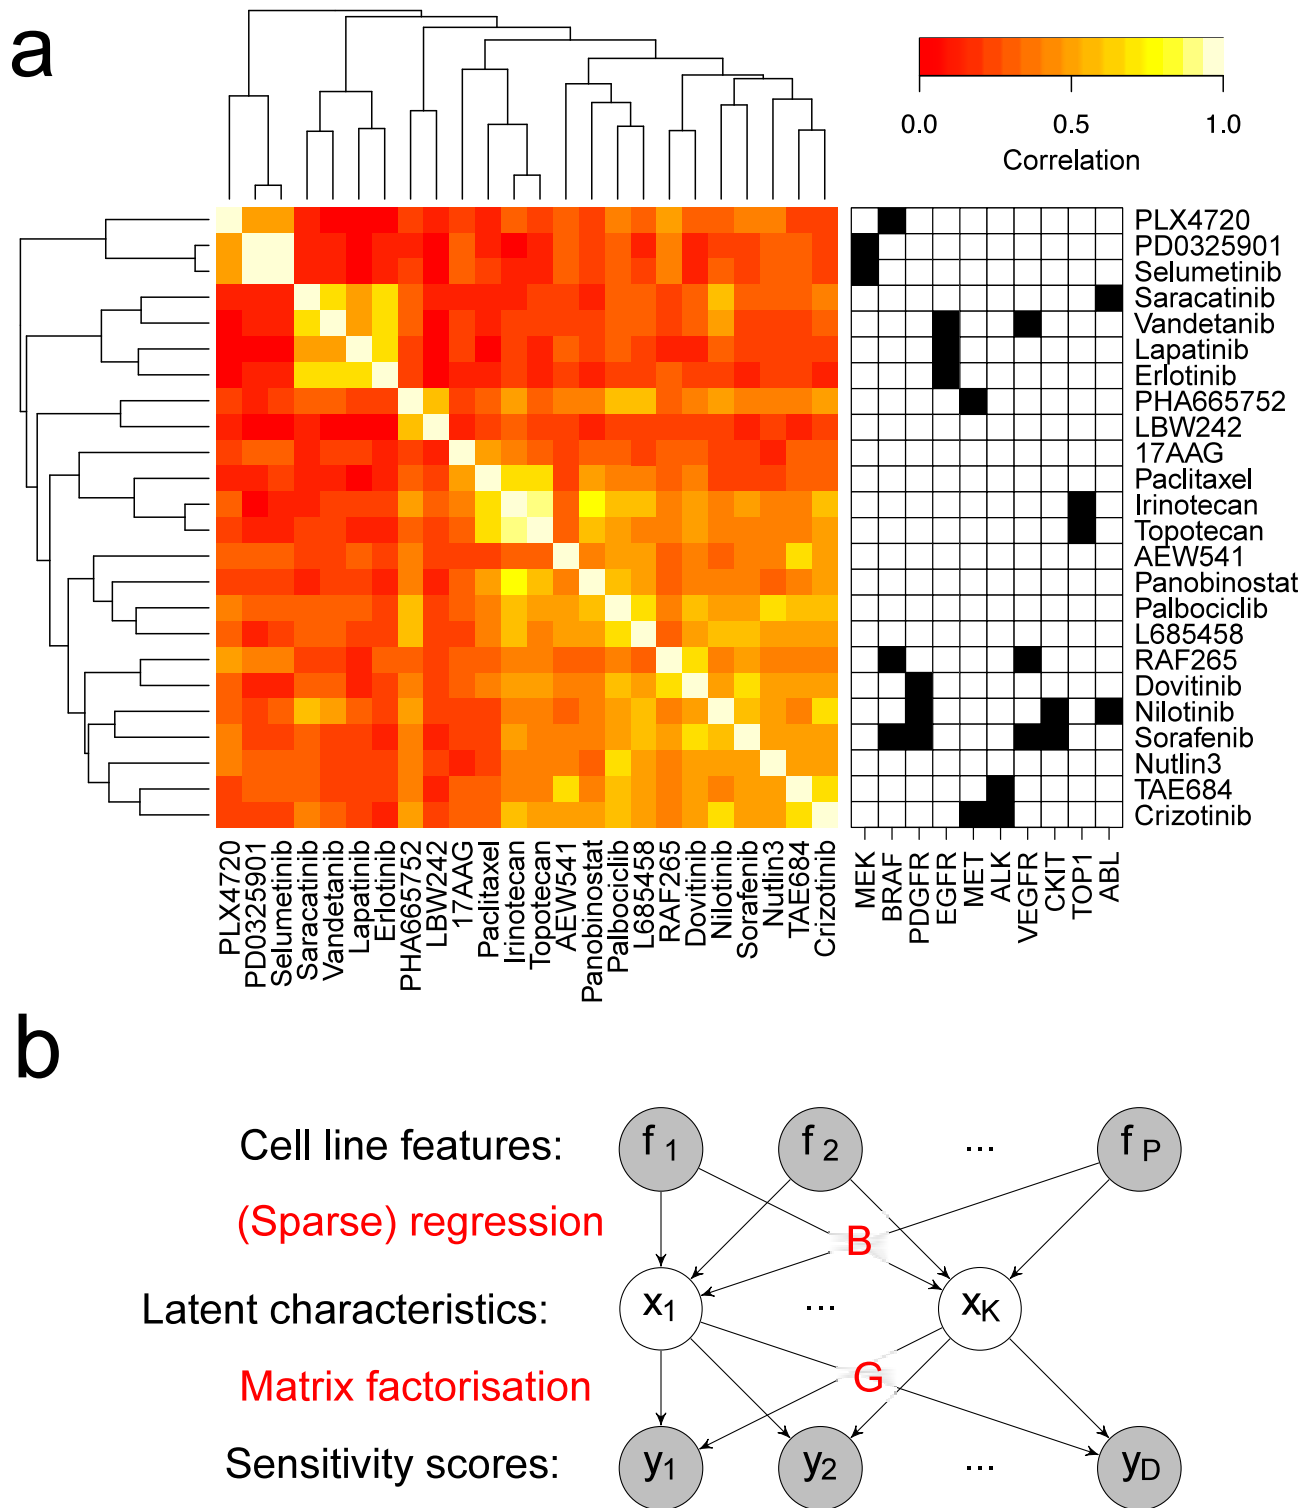 a
0.0 0.5 1.0
Correlation
PLX4720
PD0325901
Selumetinib
Saracatinib
Vandetanib
Lapatinib
Erlotinib
PHA665752
LBW242
17AAG
Paclitaxel
Irinotecan
Topotecan
AEW541
Panobinostat
Palbociclib
L685458
RAF265
Dovitinib
Nilotinib
Sorafenib
Nutlin3
TAE684
Crizotinib
PLX4720
PD0325901
Selumetinib
Saracatinib
Vandetanib
Lapatinib
Erlotinib
PHA665752
LBW242
17AAG
Paclitaxel
Irinotecan
Topotecan
AEW541
Panobinostat
Palbociclib
L685458
RAF265
Dovitinib
Nilotinib
Sorafenib
Nutlin3
TAE684
Crizotinib
MEK
BRAF
PDGFR
EGFR
MET
ALK
VEGFR
CKIT
TOP1
ABL
b
Cell line features: f1 f2 ... fP
(Sparse) regression B
Latent characteristics: x1 ... xK
Matrix factorisation G
Sensitivity scores: y1 y2 ... yD